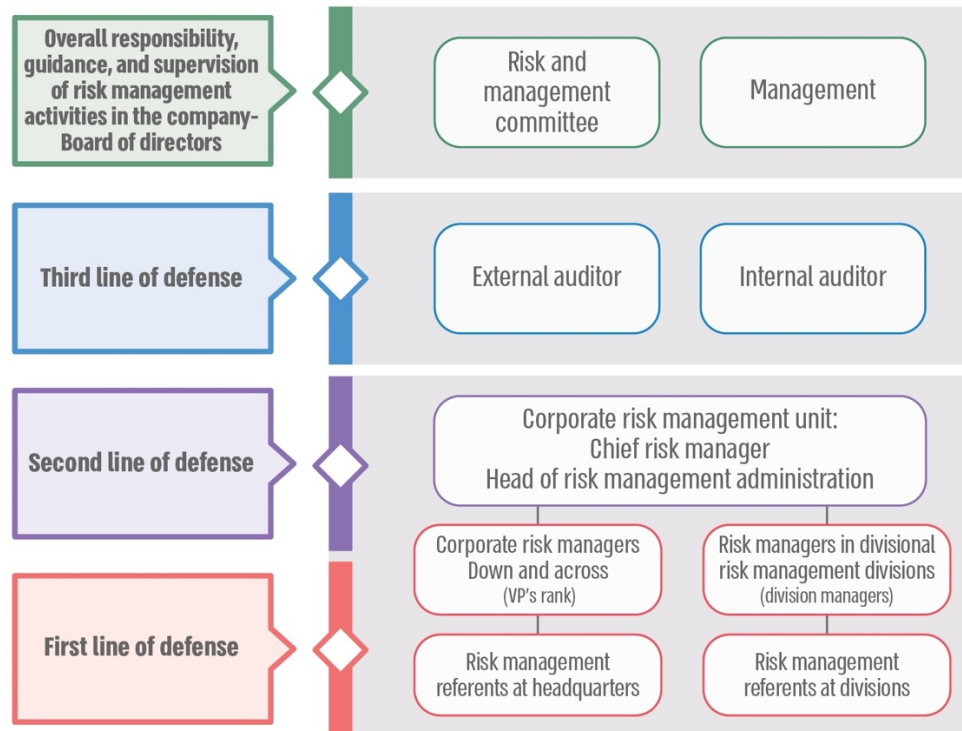 Overall responsibility,
guidance, and supervision
of risk management
activities in the company-
Board of directors
Risk and
management
committee
Management
Third line of defense
External auditor
Internal auditor
Second line of defense
Corporate risk management unit:
Chief risk manager
Head of risk management administration
Corporate risk managers
Down and across
(VP's rank)
Risk managers in divisional
risk management divisions
(division managers)
First line of defense
Risk management
referents at headquarters
Risk management
referents at divisions